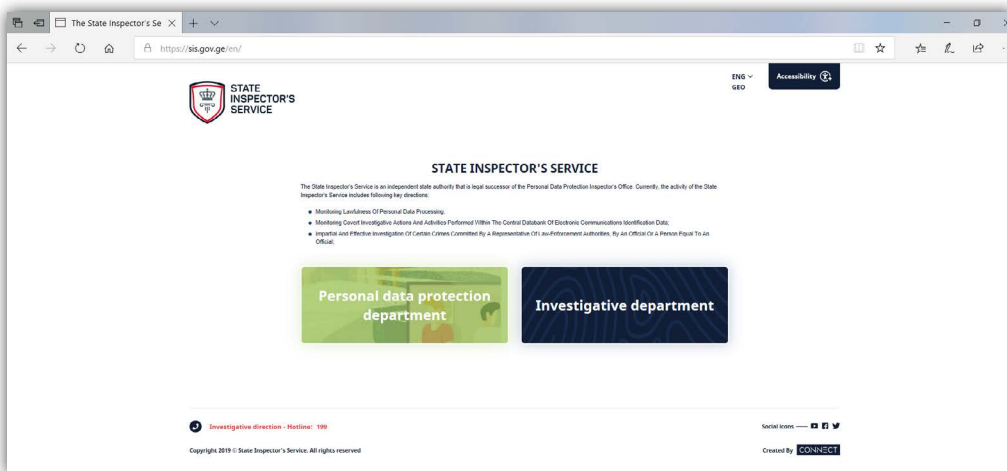 The State Inspector's Se
https://sis.gov.ge/en/
ENG
GEO
Accessibility
STATE
INSPECTOR'S
SERVICE
STATE INSPECTOR'S SERVICE
The State Inspector's Service is an independent state authority that is legal successor of the Personal Data Protection Inspector's Office. Currently, the activity of the State
Inspector's Service includes following key directions:
Monitoring Lawfulness Of Personal Data Processing;
Monitoring Covert Investigative Actions And Activities Performed Within The Central Databank Of Electronic Communications Identification Data;
Impartial And Effective Investigation Of Certain Crimes Committed By A Representative Of Law-Enforcement Authorities, By An Official Or A Person Equal To An
Official;
Personal data protection
department
Investigative department
Investigative direction - Hotline: 199
Social icons
Copyright 2019 © State Inspector's Service. All rights reserved
Created By CONNECT